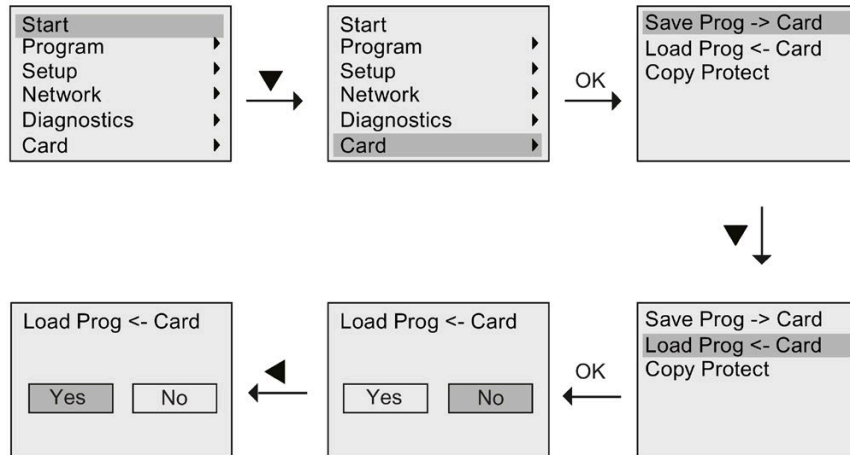 Start
Program
Setup
Network
Diagnostics
Card
Start
Program
Setup
Network
Diagnostics
Card
OK
Save Prog -> Card
Load Prog <- Card
Copy Protect
Save Prog -> Card
Load Prog <- Card
Copy Protect
OK
Load Prog <- Card
Yes No
Load Prog <- Card
Yes No